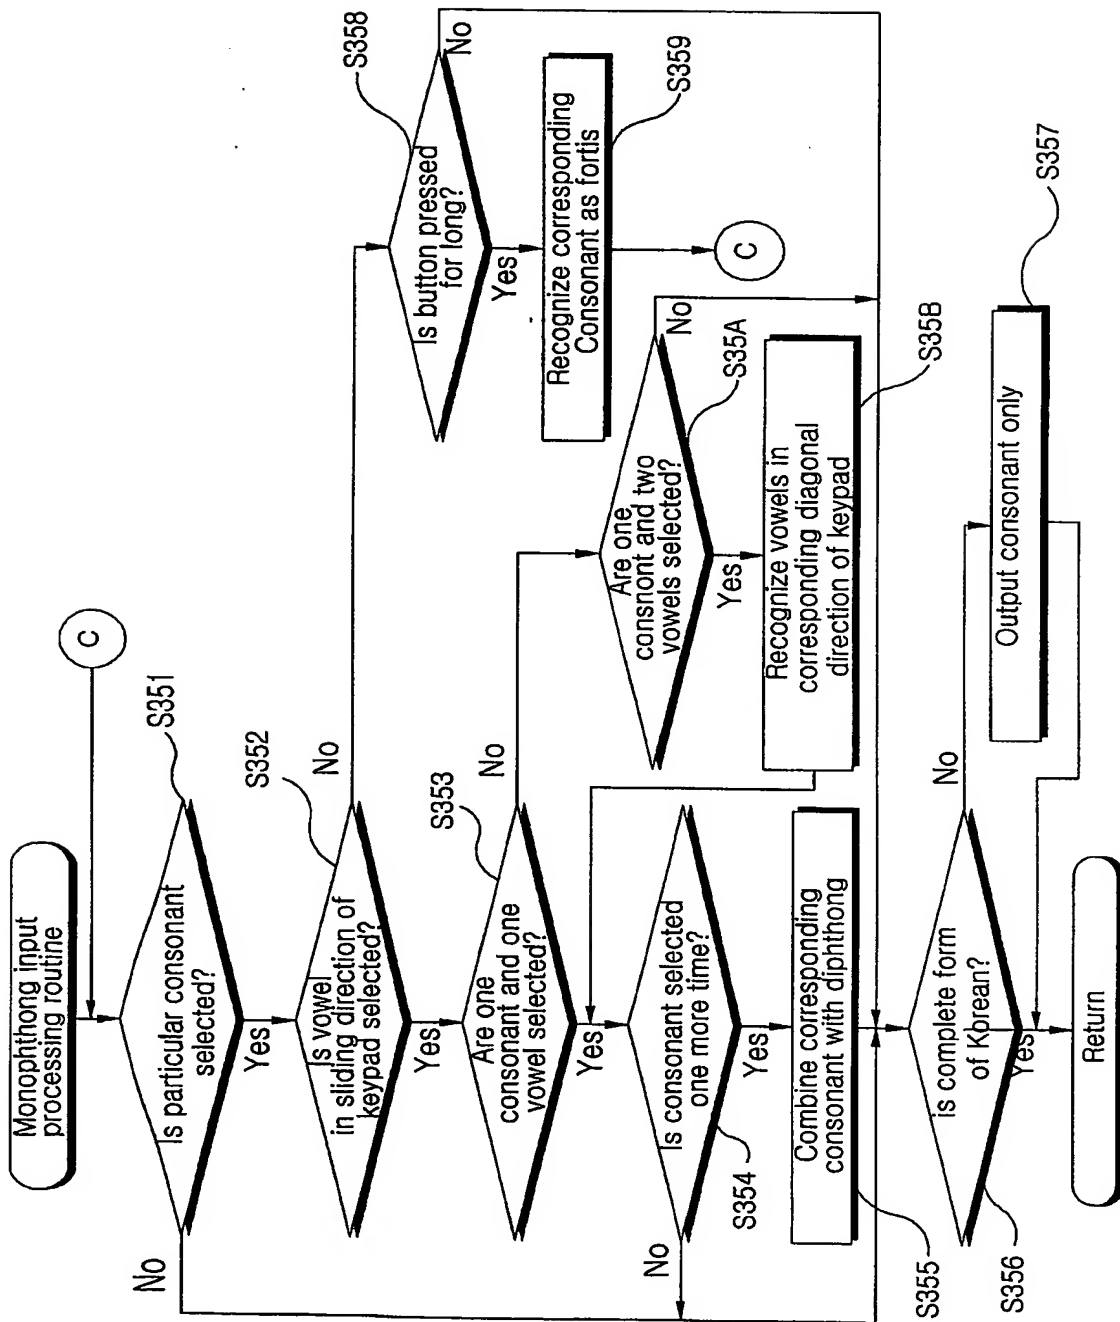 Monophthong input
processing routine
C
Is particular consonant
selected?
S351
No
Yes
Is vowel
in sliding direction of
keypad selected?
S352
No
Yes
Is button pressed
for long?
S358
No
Yes
Recognize corresponding
Consonant as fortis
S359
C
Are one
consonant and one
vowel selected?
S353
No
Yes
Are one
consnont and two
vowels selected?
S35A
No
Yes
Recognize vowels in
corresponding diagonal
direction of keypad
S35B
Is consonant selected
one more time?
S354
No
Yes
Combine corresponding
consonant with diphthong
S355
is complete form
of Korean?
S356
No
Yes
Output consonant only
S357
Return